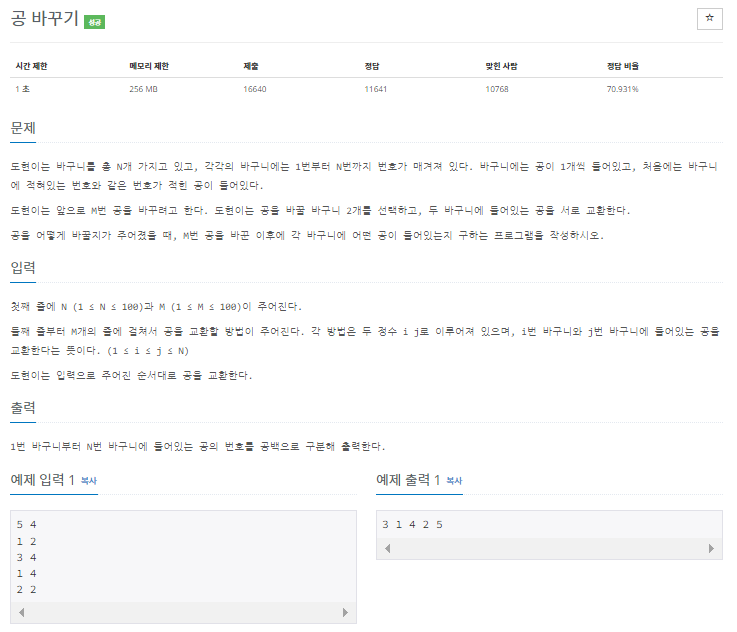 공 바꾸기 성공
☆
시간 제한 메모리 제한 제출 정답 맞힌 사람 정답 비율
1 초 256 MB 16640 11641 10768 70.931%
문제
도현이는 바구니를 총 N개 가지고 있고, 각각의 바구니에는 1번부터 N번까지 번호가 매겨져 있다. 바구니에는 공이 1개씩 들어있고, 처음에는 바구니
에 적혀있는 번호와 같은 번호가 적힌 공이 들어있다.
도현이는 앞으로 M번 공을 바꾸려고 한다. 도현이는 공을 바꿀 바구니 2개를 선택하고, 두 바구니에 들어있는 공을 서로 교환한다.
공을 어떻게 바꿀지가 주어졌을 때, M번 공을 바꾼 이후에 각 바구니에 어떤 공이 들어있는지 구하는 프로그램을 작성하시오.
입력
첫째 줄에 N (1 ≤ N ≤ 100)과 M (1 ≤ M ≤ 100)이 주어진다.
둘째 줄부터 M개의 줄에 걸쳐서 공을 교환할 방법이 주어진다. 각 방법은 두 정수 i j로 이루어져 있으며, i번 바구니와 j번 바구니에 들어있는 공을
교환한다는 뜻이다. (1 ≤ i ≤ j ≤ N)
도현이는 입력으로 주어진 순서대로 공을 교환한다.
출력
1번 바구니부터 N번 바구니에 들어있는 공의 번호를 공백으로 구분해 출력한다.
예제 입력 1 복사
5 4
1 2
3 4
1 4
2 2
예제 출력 1 복사
3 1 4 2 5